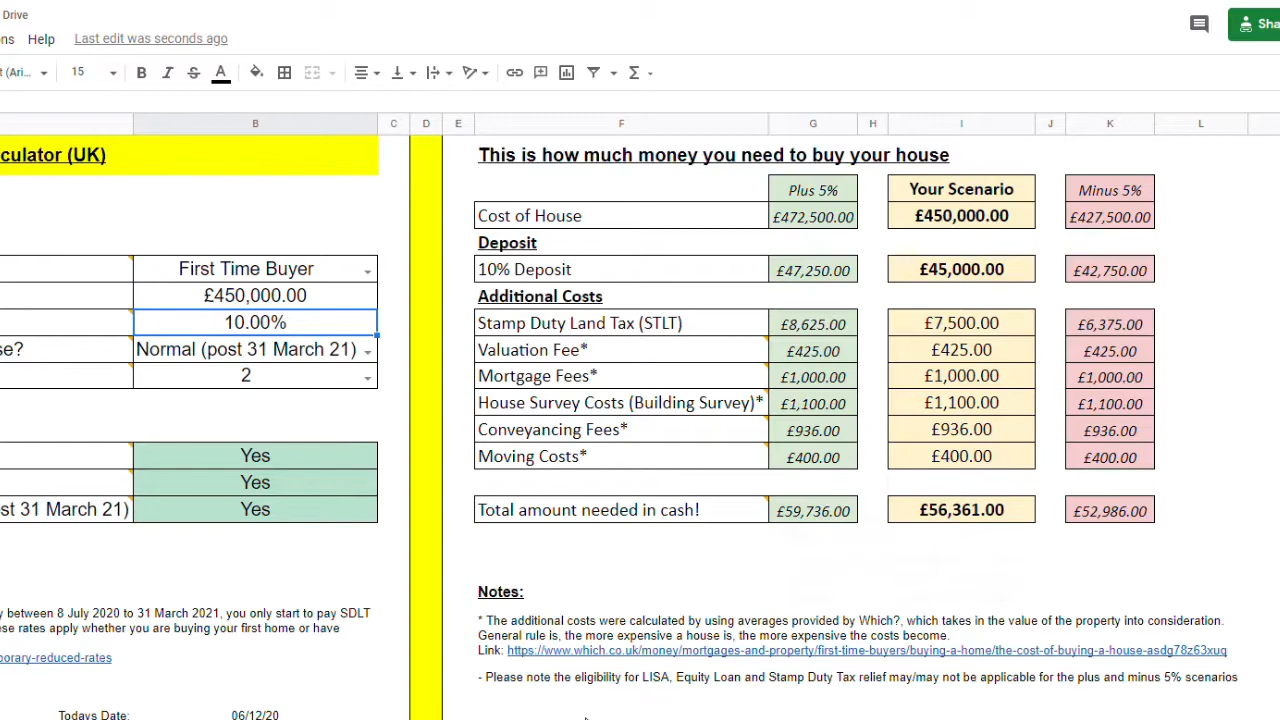 Drive
ns Help Last edit was seconds ago
Sha
t (Ari... 15 B I S A Σ
B C D E F G H I J K L
culator (UK) This is how much money you need to buy your house
Plus 5% Your Scenario Minus 5%
Cost of House £472,500.00 £450,000.00 £427,500.00
Deposit
First Time Buyer 10% Deposit £47,250.00 £45,000.00 £42,750.00
£450,000.00 Additional Costs
10.00% Stamp Duty Land Tax (STLT) £8,625.00 £7,500.00 £6,375.00
se? Normal (post 31 March 21) Valuation Fee* £425.00 £425.00 £425.00
2 Mortgage Fees* £1,000.00 £1,000.00 £1,000.00
House Survey Costs (Building Survey)* £1,100.00 £1,100.00 £1,100.00
Conveyancing Fees* £936.00 £936.00 £936.00
Yes Moving Costs* £400.00 £400.00 £400.00
Yes
st 31 March 21) Yes Total amount needed in cash! £59,736.00 £56,361.00 £52,986.00
Notes:
y between 8 July 2020 to 31 March 2021, you only start to pay SDLT
ese rates apply whether you are buying your first home or have
porary-reduced-rates
* The additional costs were calculated by using averages provided by Which?, which takes in the value of the property into consideration.
General rule is, the more expensive a house is, the more expensive the costs become.
Link: https://www.which.co.uk/money/mortgages-and-property/first-time-buyers/buying-a-home/the-cost-of-buying-a-house-asdg78z63xuq
- Please note the eligibility for LISA, Equity Loan and Stamp Duty Tax relief may/may not be applicable for the plus and minus 5% scenarios
Todays Date: 06/12/20